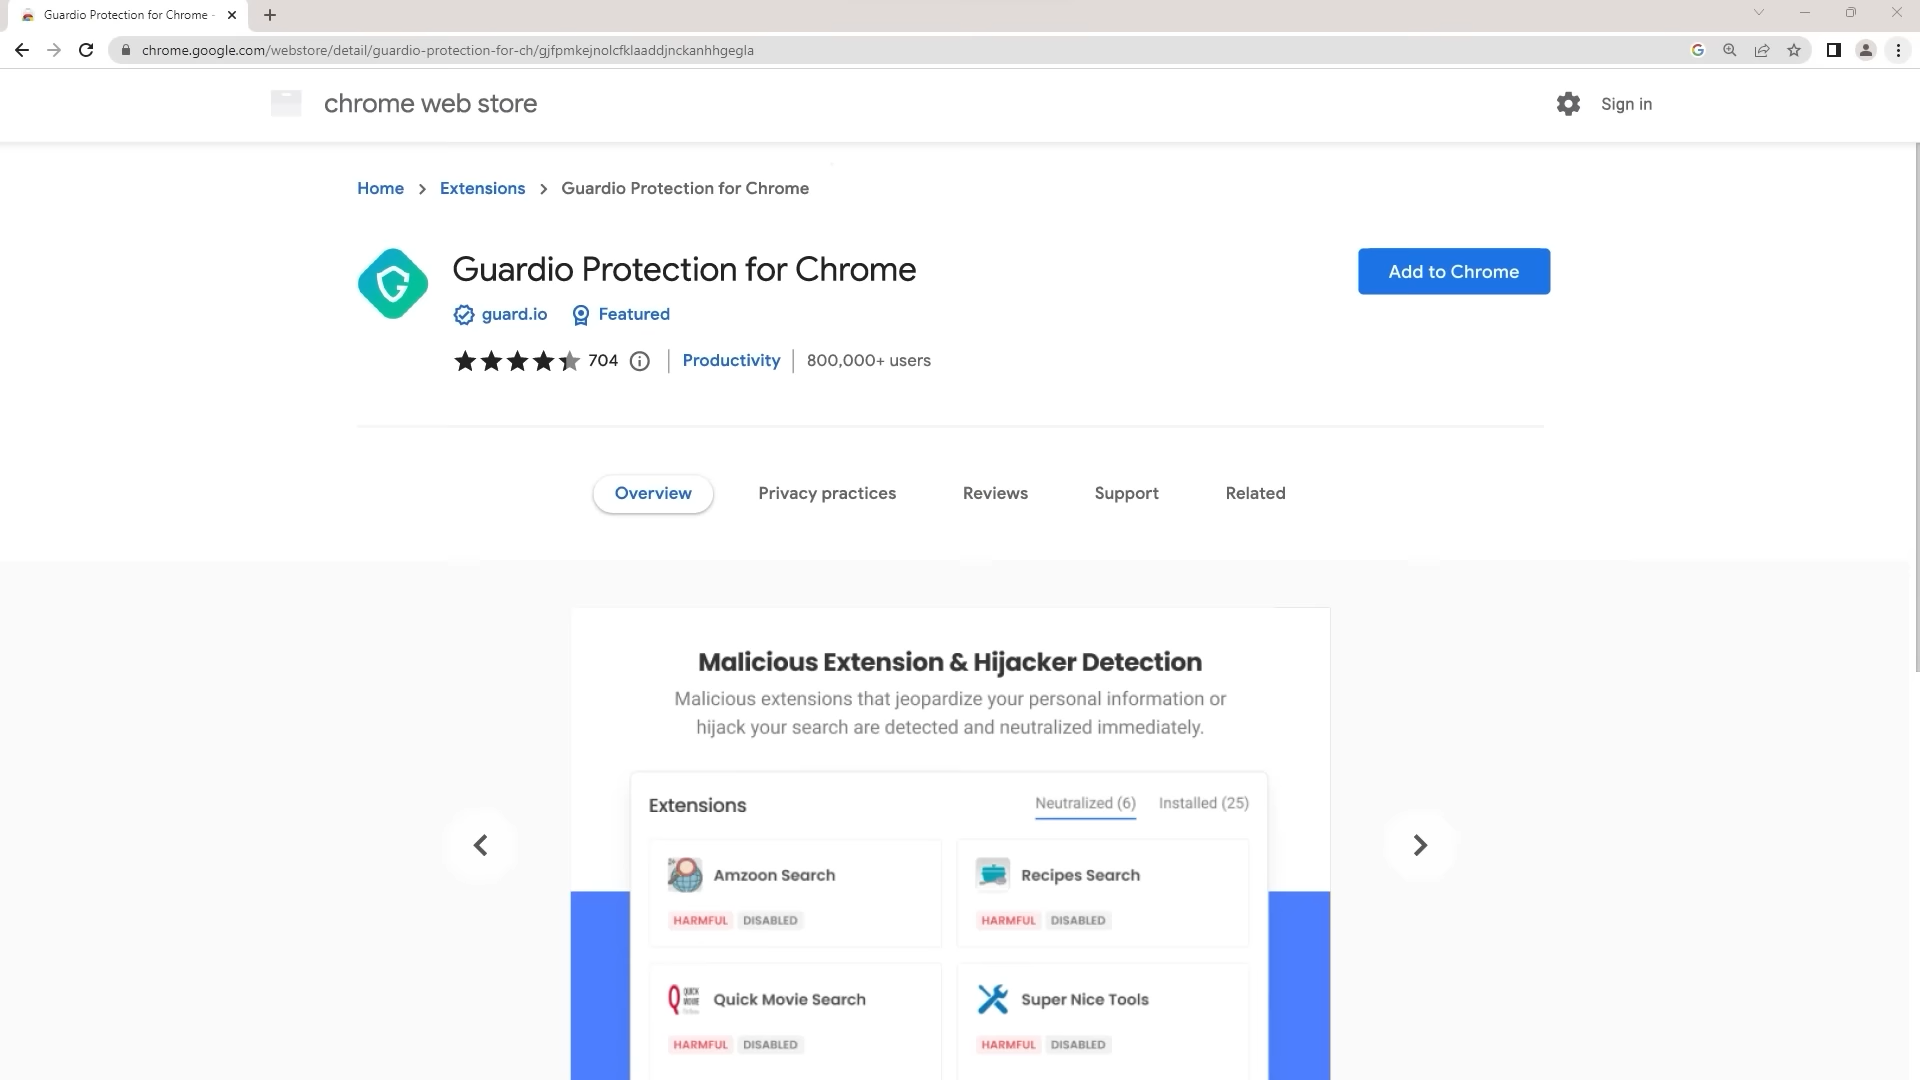 Guardio Protection for Chrome -
chrome.google.com/webstore/detail/guardio-protection-for-ch/gjfpmkejnolcfklaaddjnckanhhgegla
chrome web store
Sign in
Home > Extensions > Guardio Protection for Chrome
Guardio Protection for Chrome
Add to Chrome
guard.io Featured
704 Productivity 800,000+ users
Overview Privacy practices Reviews Support Related
Malicious Extension & Hijacker Detection
Malicious extensions that jeopardize your personal information or
hijack your search are detected and neutralized immediately.
Extensions Neutralized (6) Installed (25)
Amzoon Search Recipes Search
HARMFUL DISABLED HARMFUL DISABLED
Quick Movie Search Super Nice Tools
HARMFUL DISABLED HARMFUL DISABLED